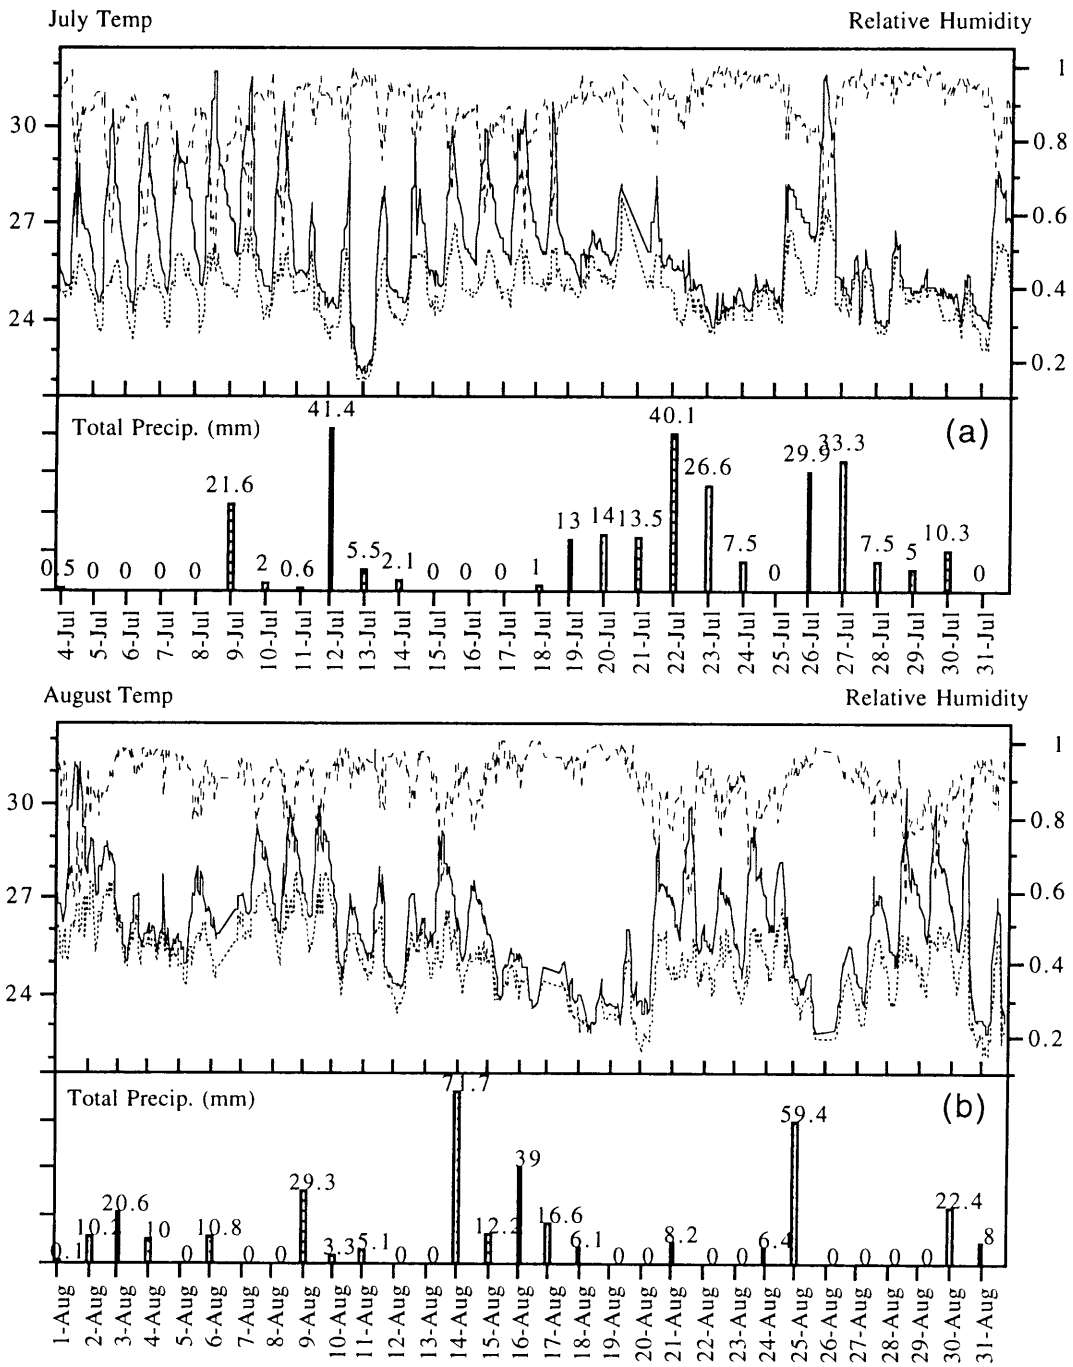 July Temp Relative Humidity
1
30
0.8
27
0.6
0.4
24
0.2
Total Precip. (mm) (a)
0.5 0 0 0 0 21.6 2 0.6 41.4 5.5 2.1 0 0 0 1 13 14 13.5 40.1 26.6 7.5 0 29.9 33.3 7.5 5 10.3 0
4-Jul 5-Jul 6-Jul 7-Jul 8-Jul 9-Jul 10-Jul 11-Jul 12-Jul 13-Jul 14-Jul 15-Jul 16-Jul 17-Jul 18-Jul 19-Jul 20-Jul 21-Jul 22-Jul 23-Jul 24-Jul 25-Jul 26-Jul 27-Jul 28-Jul 29-Jul 30-Jul 31-Jul
August Temp Relative Humidity
1
30
0.8
27
0.6
0.4
24
0.2
Total Precip. (mm) (b)
0.1 10.2 20.6 10 0 10.8 0 0 29.3 3.3 5.1 0 0 71.7 12.2 39 16.6 6.1 0 0 8.2 0 0 6.4 59.4 0 0 0 0 22.4 8
1-Aug 2-Aug 3-Aug 4-Aug 5-Aug 6-Aug 7-Aug 8-Aug 9-Aug 10-Aug 11-Aug 12-Aug 13-Aug 14-Aug 15-Aug 16-Aug 17-Aug 18-Aug 19-Aug 20-Aug 21-Aug 22-Aug 23-Aug 24-Aug 25-Aug 26-Aug 27-Aug 28-Aug 29-Aug 30-Aug 31-Aug